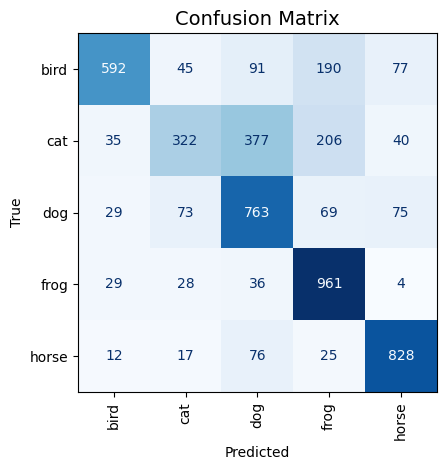 Confusion Matrix
bird 592 45 91 190 77
cat 35 322 377 206 40
dog 29 73 763 69 75
frog 29 28 36 961 4
horse 12 17 76 25 828
True
bird cat dog frog horse
Predicted